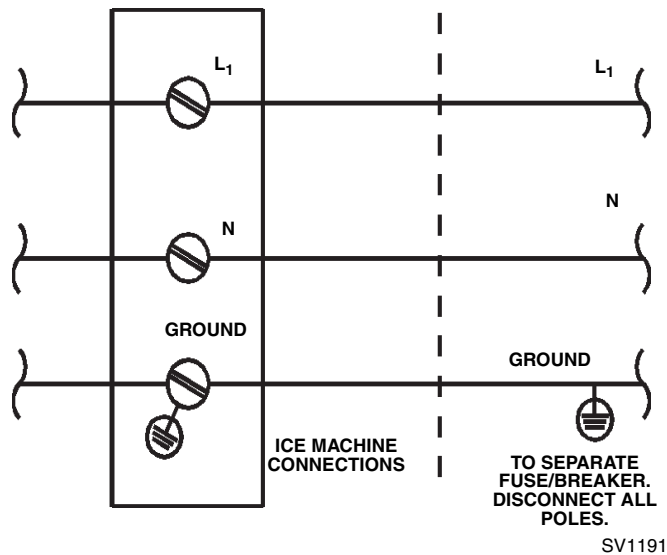 L₁ L₁
N N
GROUND
GROUND
ICE MACHINE
CONNECTIONS
TO SEPARATE
FUSE/BREAKER.
DISCONNECT ALL
POLES.
SV1191